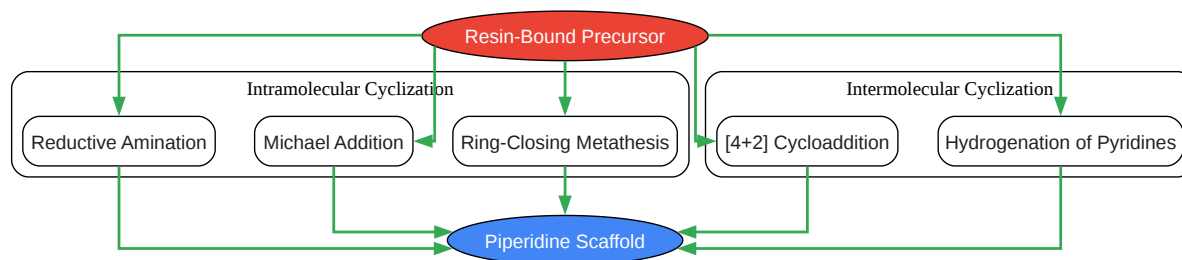 Resin-Bound Precursor
Intramolecular Cyclization
Intermolecular Cyclization
Reductive Amination
Michael Addition
Ring-Closing Metathesis
[4+2] Cycloaddition
Hydrogenation of Pyridines
Piperidine Scaffold